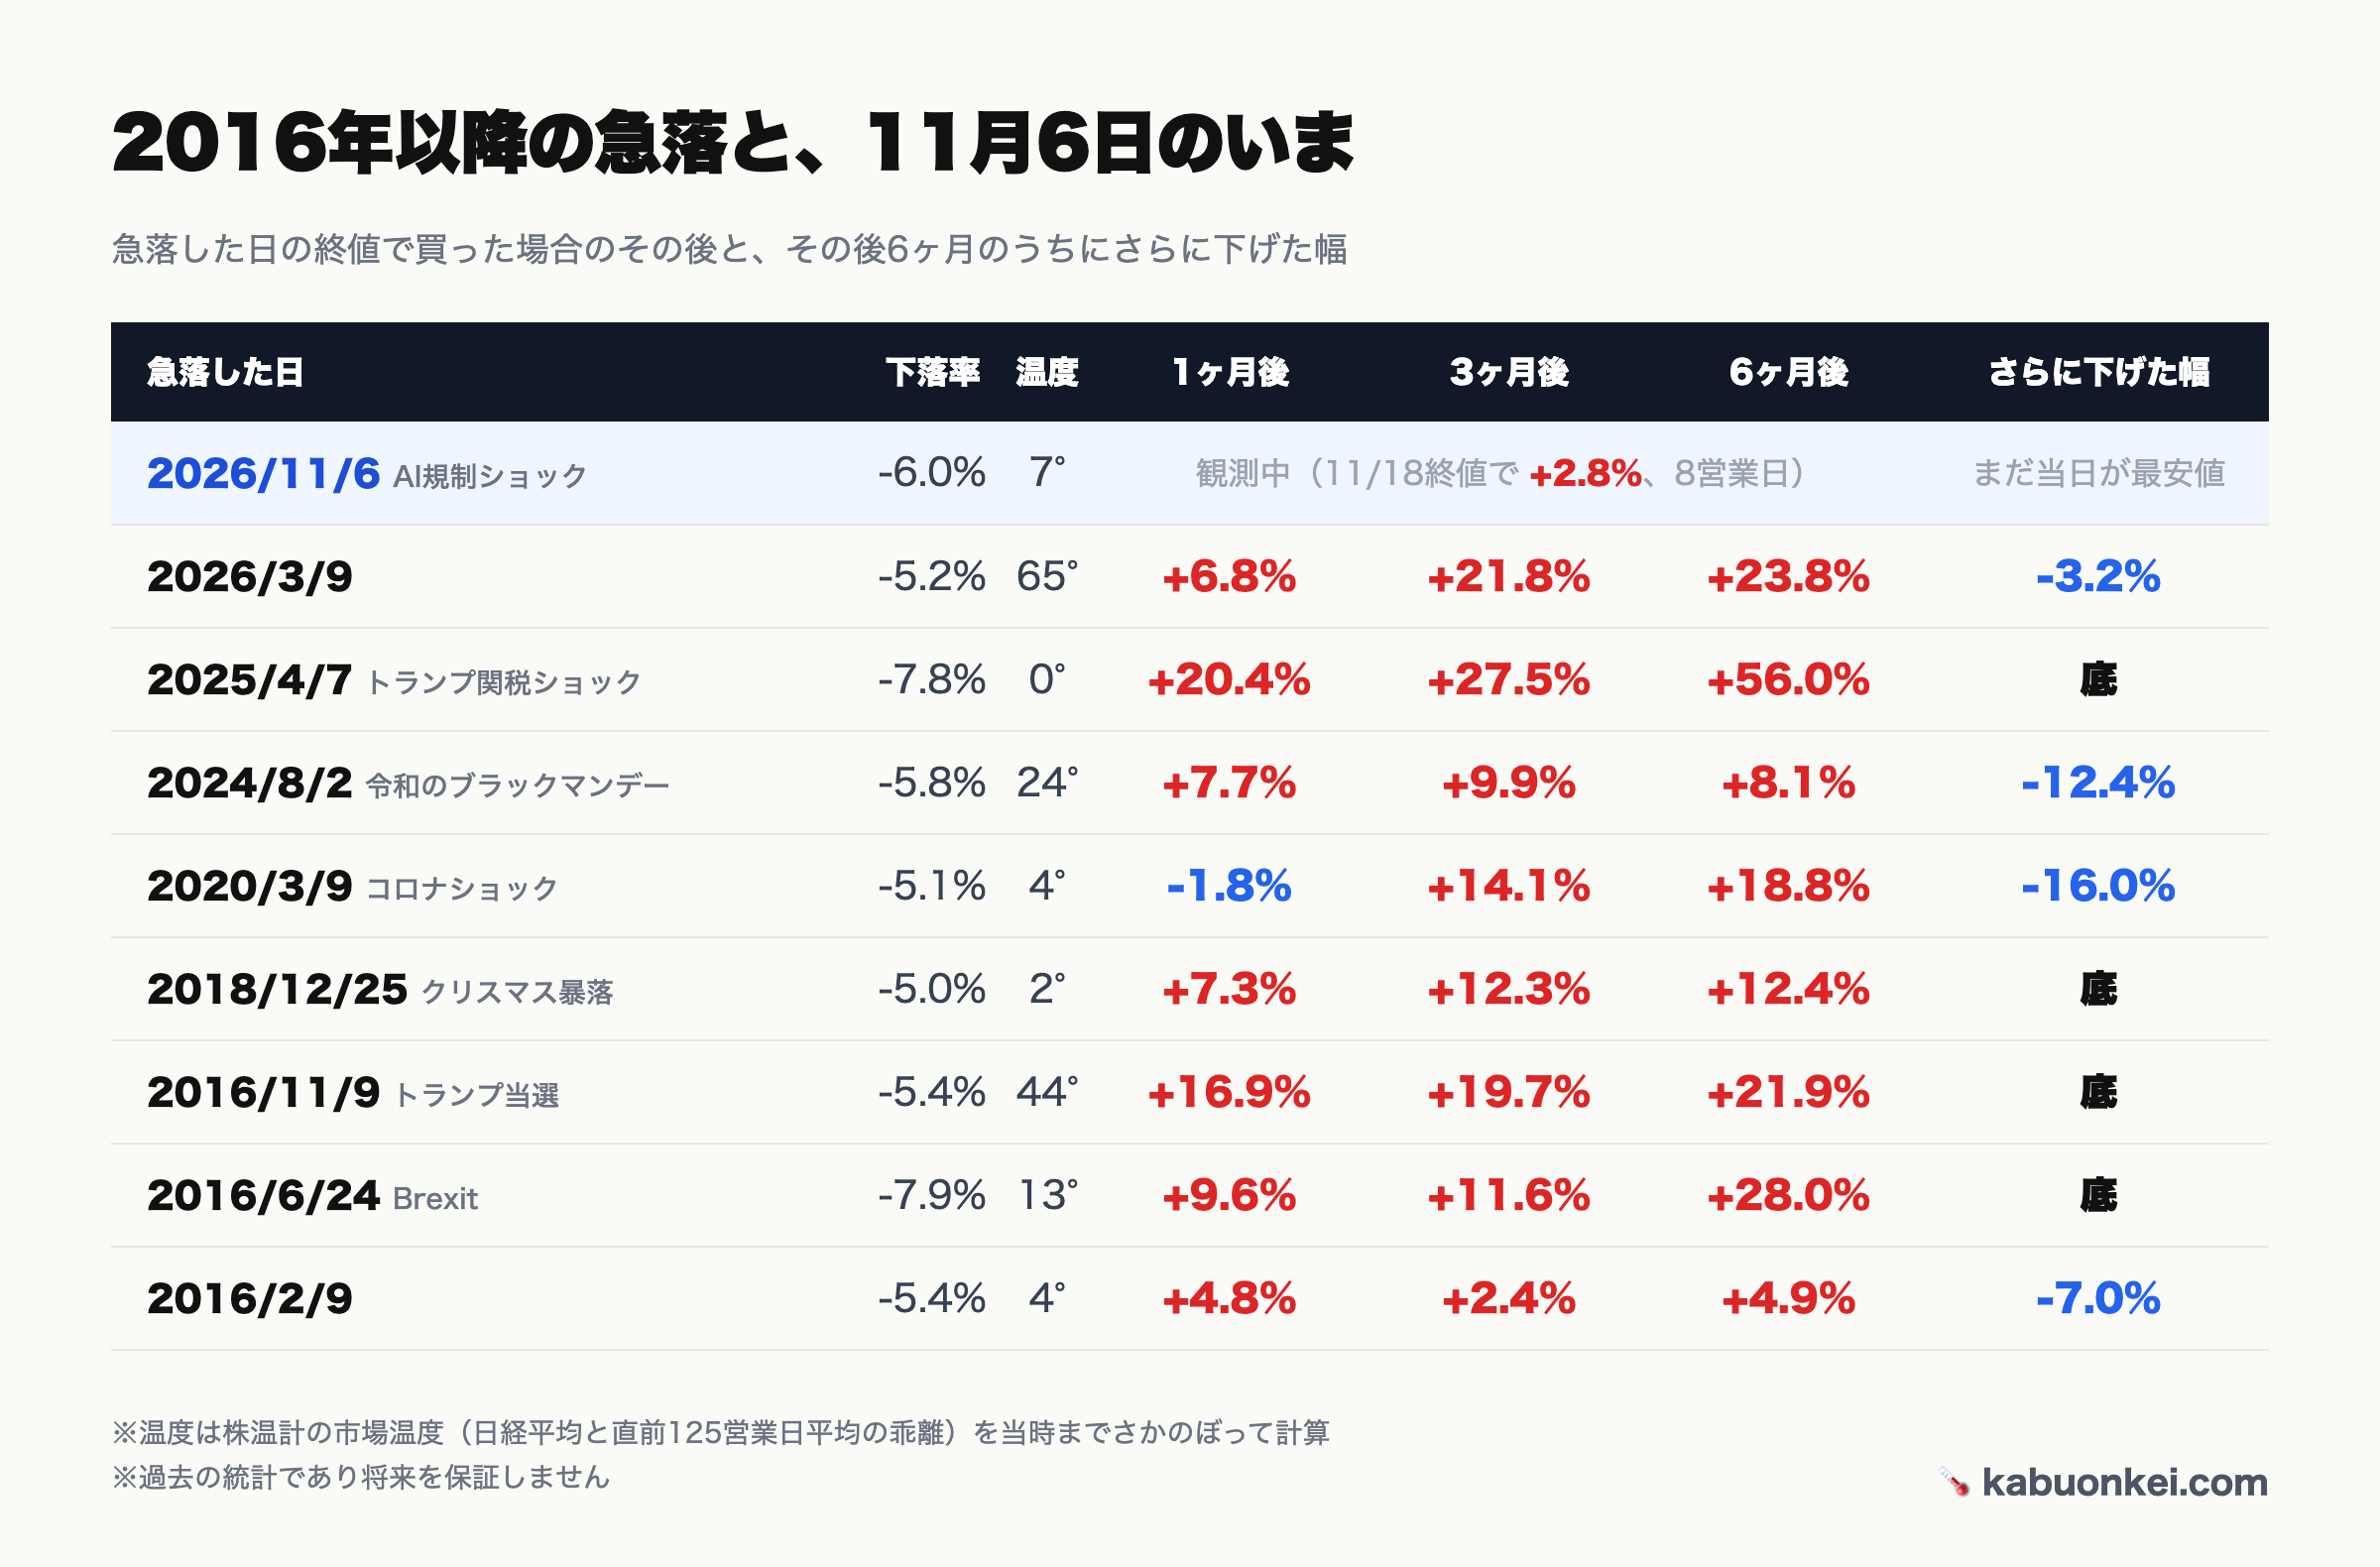 2016年以降の急落と、11月6日のいま
急落した日の終値で買った場合のその後と、その後6ヶ月のうちにさらに下げた幅
急落した日 下落率 温度 1ヶ月後 3ヶ月後 6ヶ月後 さらに下げた幅
2026/11/6 AI規制ショック -6.0% 7° 観測中（11/18終値で +2.8%、8営業日） まだ当日が最安値
2026/3/9 -5.2% 65° +6.8% +21.8% +23.8% -3.2%
2025/4/7 トランプ関税ショック -7.8% 0° +20.4% +27.5% +56.0% 底
2024/8/2 令和のブラックマンデー -5.8% 24° +7.7% +9.9% +8.1% -12.4%
2020/3/9 コロナショック -5.1% 4° -1.8% +14.1% +18.8% -16.0%
2018/12/25 クリスマス暴落 -5.0% 2° +7.3% +12.3% +12.4% 底
2016/11/9 トランプ当選 -5.4% 44° +16.9% +19.7% +21.9% 底
2016/6/24 Brexit -7.9% 13° +9.6% +11.6% +28.0% 底
2016/2/9 -5.4% 4° +4.8% +2.4% +4.9% -7.0%
※温度は株温計の市場温度（日経平均と直前125営業日平均の乖離）を当時までさかのぼって計算
※過去の統計であり将来を保証しません
kabuonkei.com